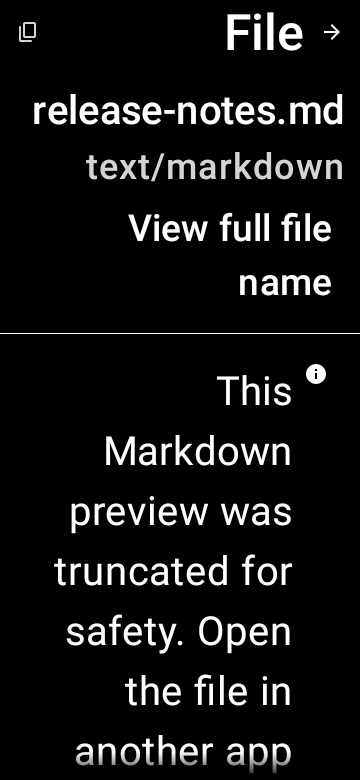 File
release-notes.md
text/markdown
View full file
name
This
Markdown
preview was
truncated for
safety. Open
the file in
another app